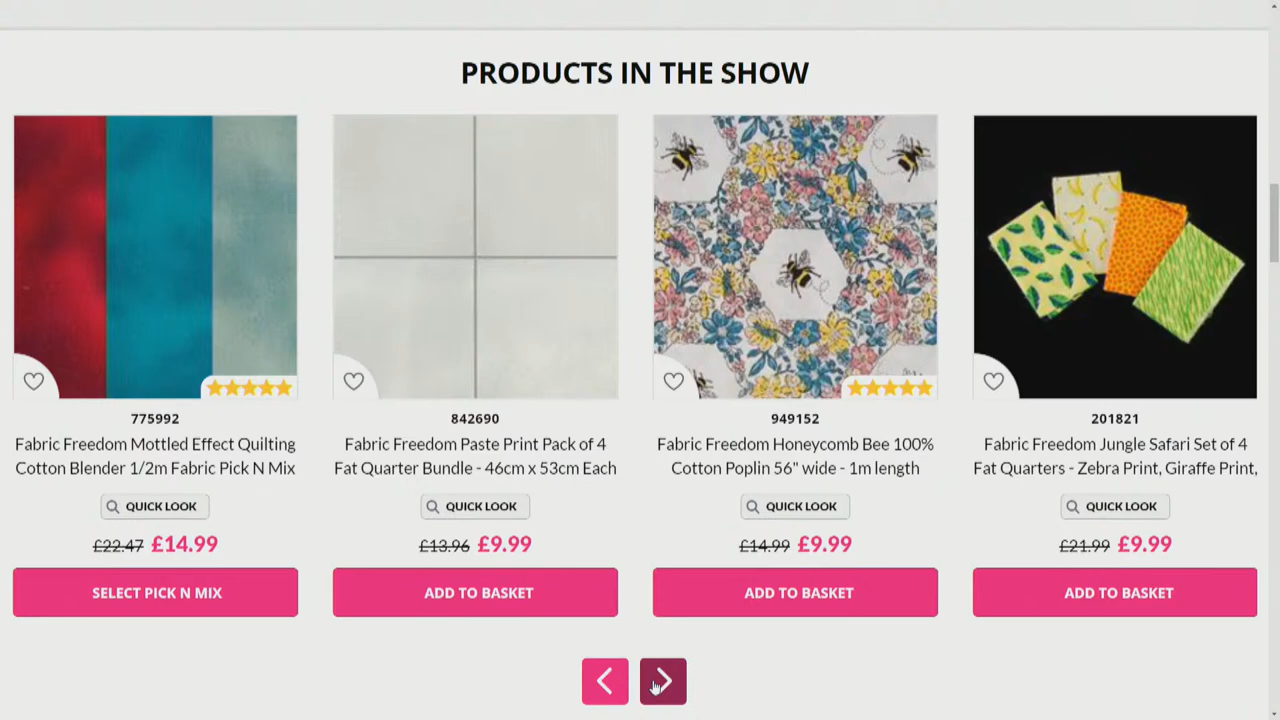 PRODUCTS IN THE SHOW
775992
Fabric Freedom Mottled Effect Quilting
Cotton Blender 1/2m Fabric Pick N Mix
QUICK LOOK
£22.47 £14.99
SELECT PICK N MIX
842690
Fabric Freedom Paste Print Pack of 4
Fat Quarter Bundle - 46cm x 53cm Each
QUICK LOOK
£13.96 £9.99
ADD TO BASKET
949152
Fabric Freedom Honeycomb Bee 100%
Cotton Poplin 56" wide - 1m length
QUICK LOOK
£14.99 £9.99
ADD TO BASKET
201821
Fabric Freedom Jungle Safari Set of 4
Fat Quarters - Zebra Print, Giraffe Print,
QUICK LOOK
£21.99 £9.99
ADD TO BASKET